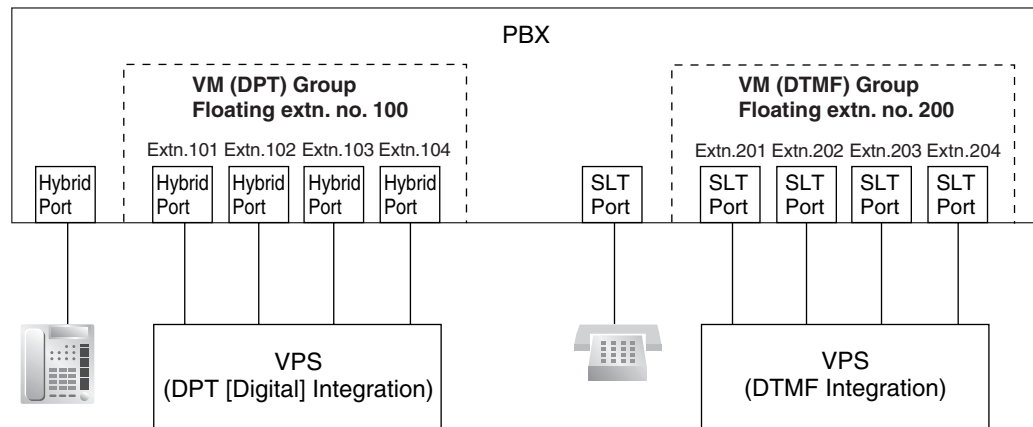 PBX
VM (DPT) Group
Floating extn. no. 100
VM (DTMF) Group
Floating extn. no. 200
Extn.101 Extn.102 Extn.103 Extn.104
Extn.201 Extn.202 Extn.203 Extn.204
Hybrid
Port
Hybrid
Port
Hybrid
Port
Hybrid
Port
Hybrid
Port
SLT
Port
SLT
Port
SLT
Port
SLT
Port
SLT
Port
VPS
(DPT [Digital] Integration)
VPS
(DTMF Integration)